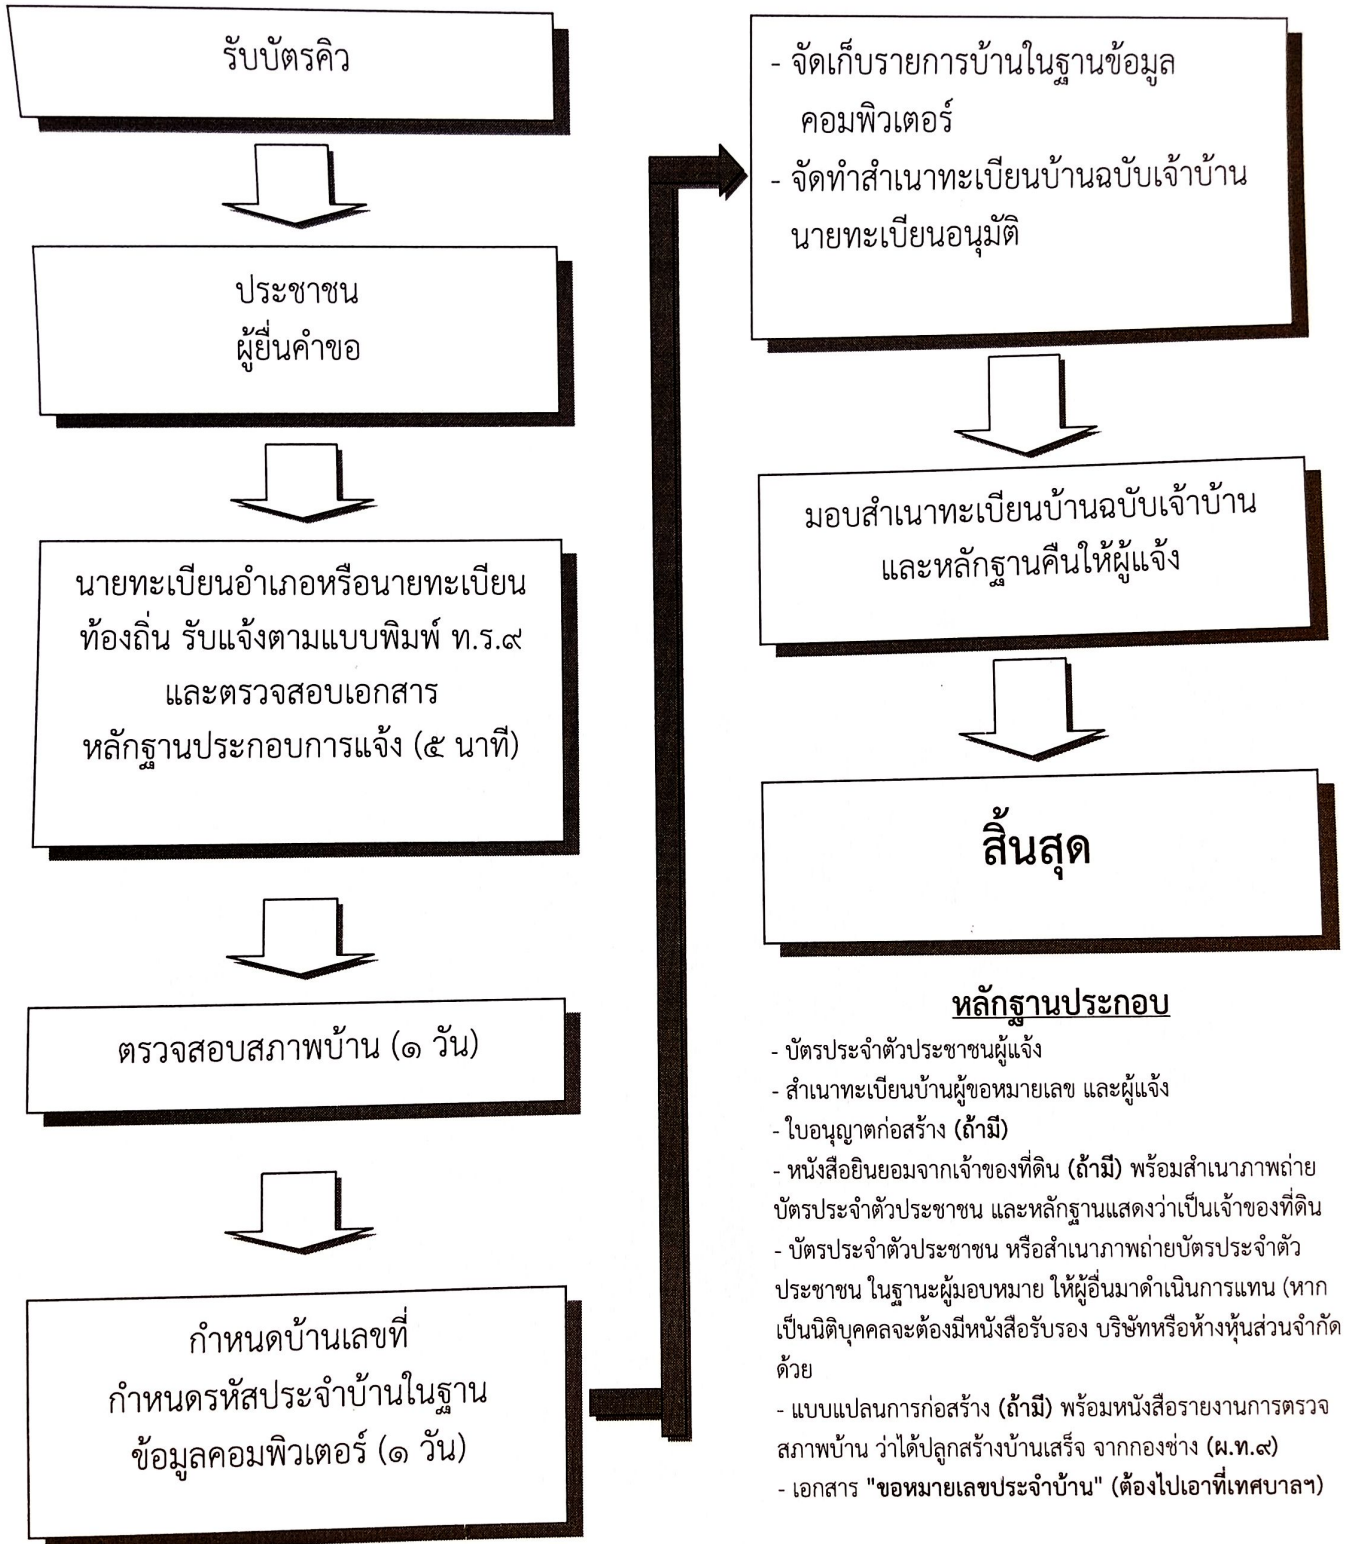 รับบัตรคิว
ประชาชน
ผู้ยื่นคำขอ
นายทะเบียนอำเภอหรือนายทะเบียน
ท้องถิ่น รับแจ้งตามแบบพิมพ์ ท.ร.๙
และตรวจสอบเอกสาร
หลักฐานประกอบการแจ้ง (๕ นาที)
ตรวจสอบสภาพบ้าน (๑ วัน)
กำหนดบ้านเลขที่
กำหนดรหัสประจำบ้านในฐาน
ข้อมูลคอมพิวเตอร์ (๑ วัน)
- จัดเก็บรายการบ้านในฐานข้อมูล
คอมพิวเตอร์
- จัดทำสำเนาทะเบียนบ้านฉบับเจ้าบ้าน
นายทะเบียนอนุมัติ
มอบสำเนาทะเบียนบ้านฉบับเจ้าบ้าน
และหลักฐานคืนให้ผู้แจ้ง
สิ้นสุด
หลักฐานประกอบ
- บัตรประจำตัวประชาชนผู้แจ้ง
- สำเนาทะเบียนบ้านผู้ขอหมายเลข และผู้แจ้ง
- ใบอนุญาตก่อสร้าง (ถ้ามี)
- หนังสือยินยอมจากเจ้าของที่ดิน (ถ้ามี) พร้อมสำเนาภาพถ่าย
บัตรประจำตัวประชาชน และหลักฐานแสดงว่าเป็นเจ้าของที่ดิน
- บัตรประจำตัวประชาชน หรือสำเนาภาพถ่ายบัตรประจำตัว
ประชาชน ในฐานะผู้มอบหมาย ให้ผู้อื่นมาดำเนินการแทน (หาก
เป็นนิติบุคคลจะต้องมีหนังสือรับรอง บริษัทหรือห้างหุ้นส่วนจำกัด
ด้วย
- แบบแปลนการก่อสร้าง (ถ้ามี) พร้อมหนังสือรายงานการตรวจ
สภาพบ้าน ว่าได้ปลูกสร้างบ้านเสร็จ จากกองช่าง (ผ.ท.๙)
- เอกสาร "ขอหมายเลขประจำบ้าน" (ต้องไปเอาที่เทศบาลฯ)